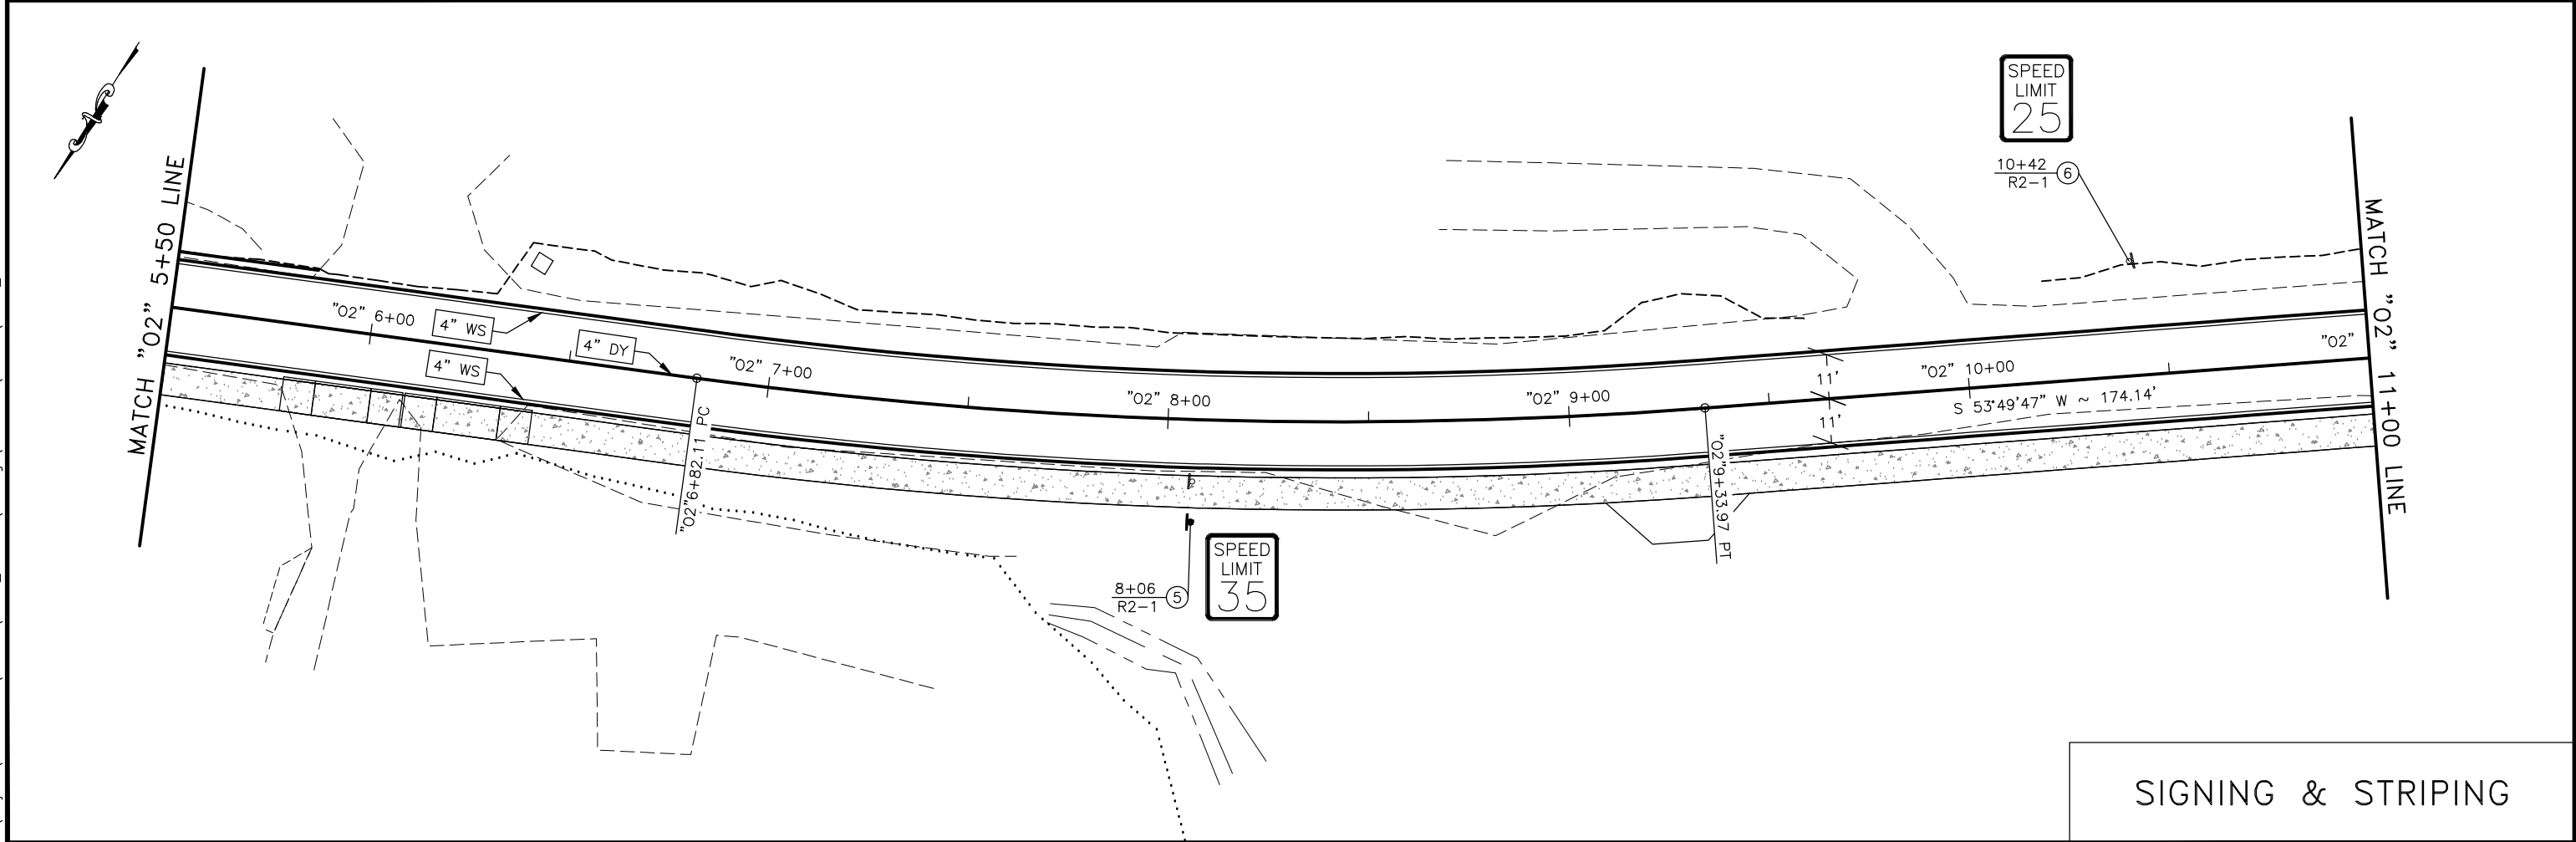 SPEED
LIMIT
25
10+42
R2-1
6
MATCH "O2" 5+50 LINE
MATCH "O2" 11+00 LINE
"O2" 6+00
4" WS
4" DY
4" WS
"O2" 7+00
"O2" 8+00
"O2" 9+00
"O2" 10+00
"O2"
11'
11'
S 53°49'47" W ~ 174.14'
"O2"6+82.11 PC
"O2"9+33.97 PT
8+06
R2-1
5
SPEED
LIMIT
35
SIGNING & STRIPING